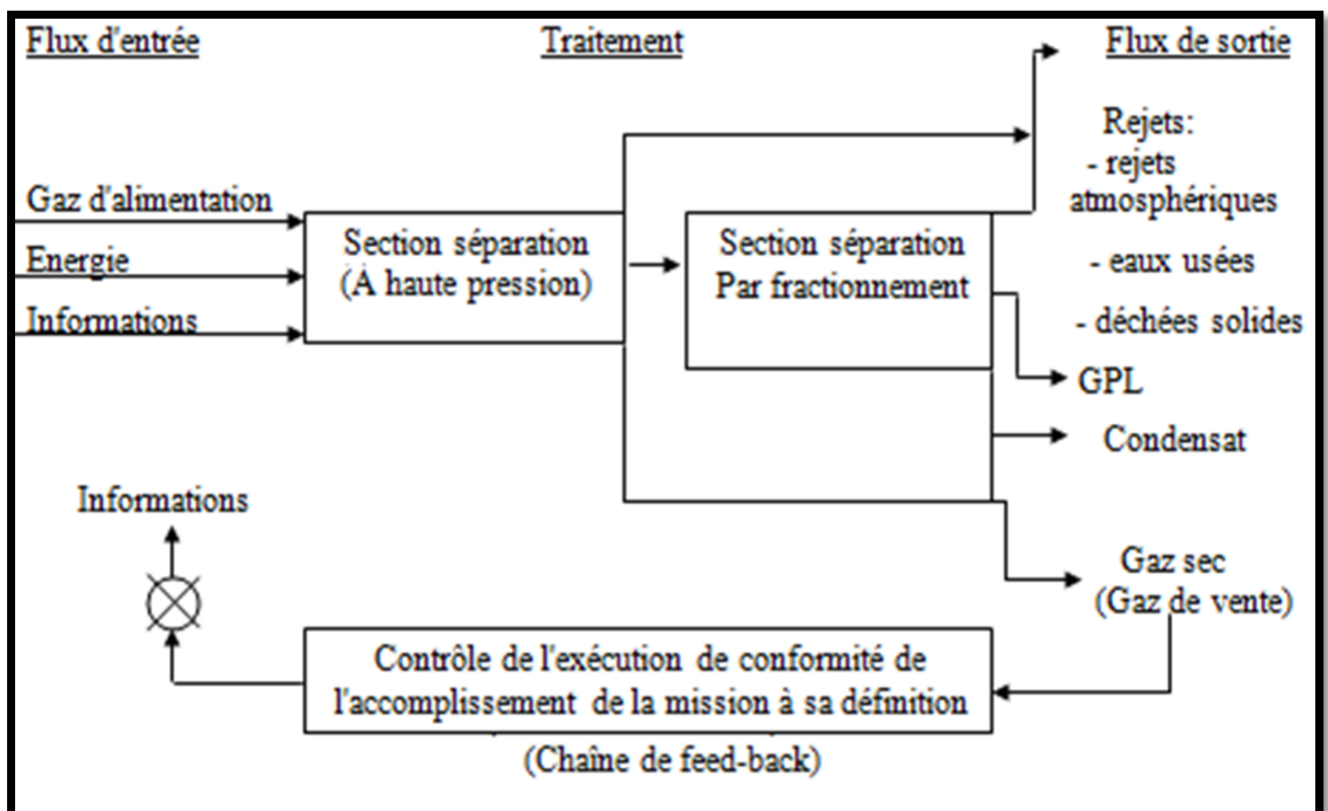 Flux d'entrée
Traitement
Flux de sortie
Rejets:
- rejets
atmosphériques
- eaux usées
- déchées solides
Gaz d'alimentation
Energie
Informations
Section séparation
(À haute pression)
Section séparation
Par fractionnement
GPL
Condensat
Gaz sec
(Gaz de vente)
Informations
Contrôle de l'exécution de conformité de
l'accomplissement de la mission à sa définition
(Chaîne de feed-back)